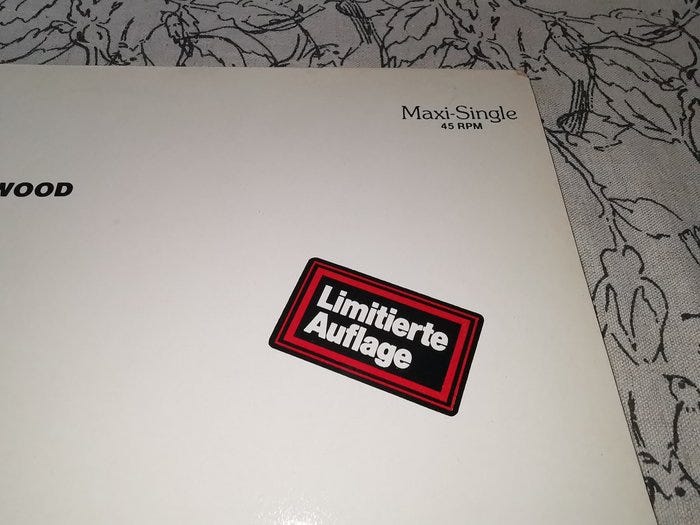 Maxi-Single
45 RPM
WOOD
Limitierte
Auflage